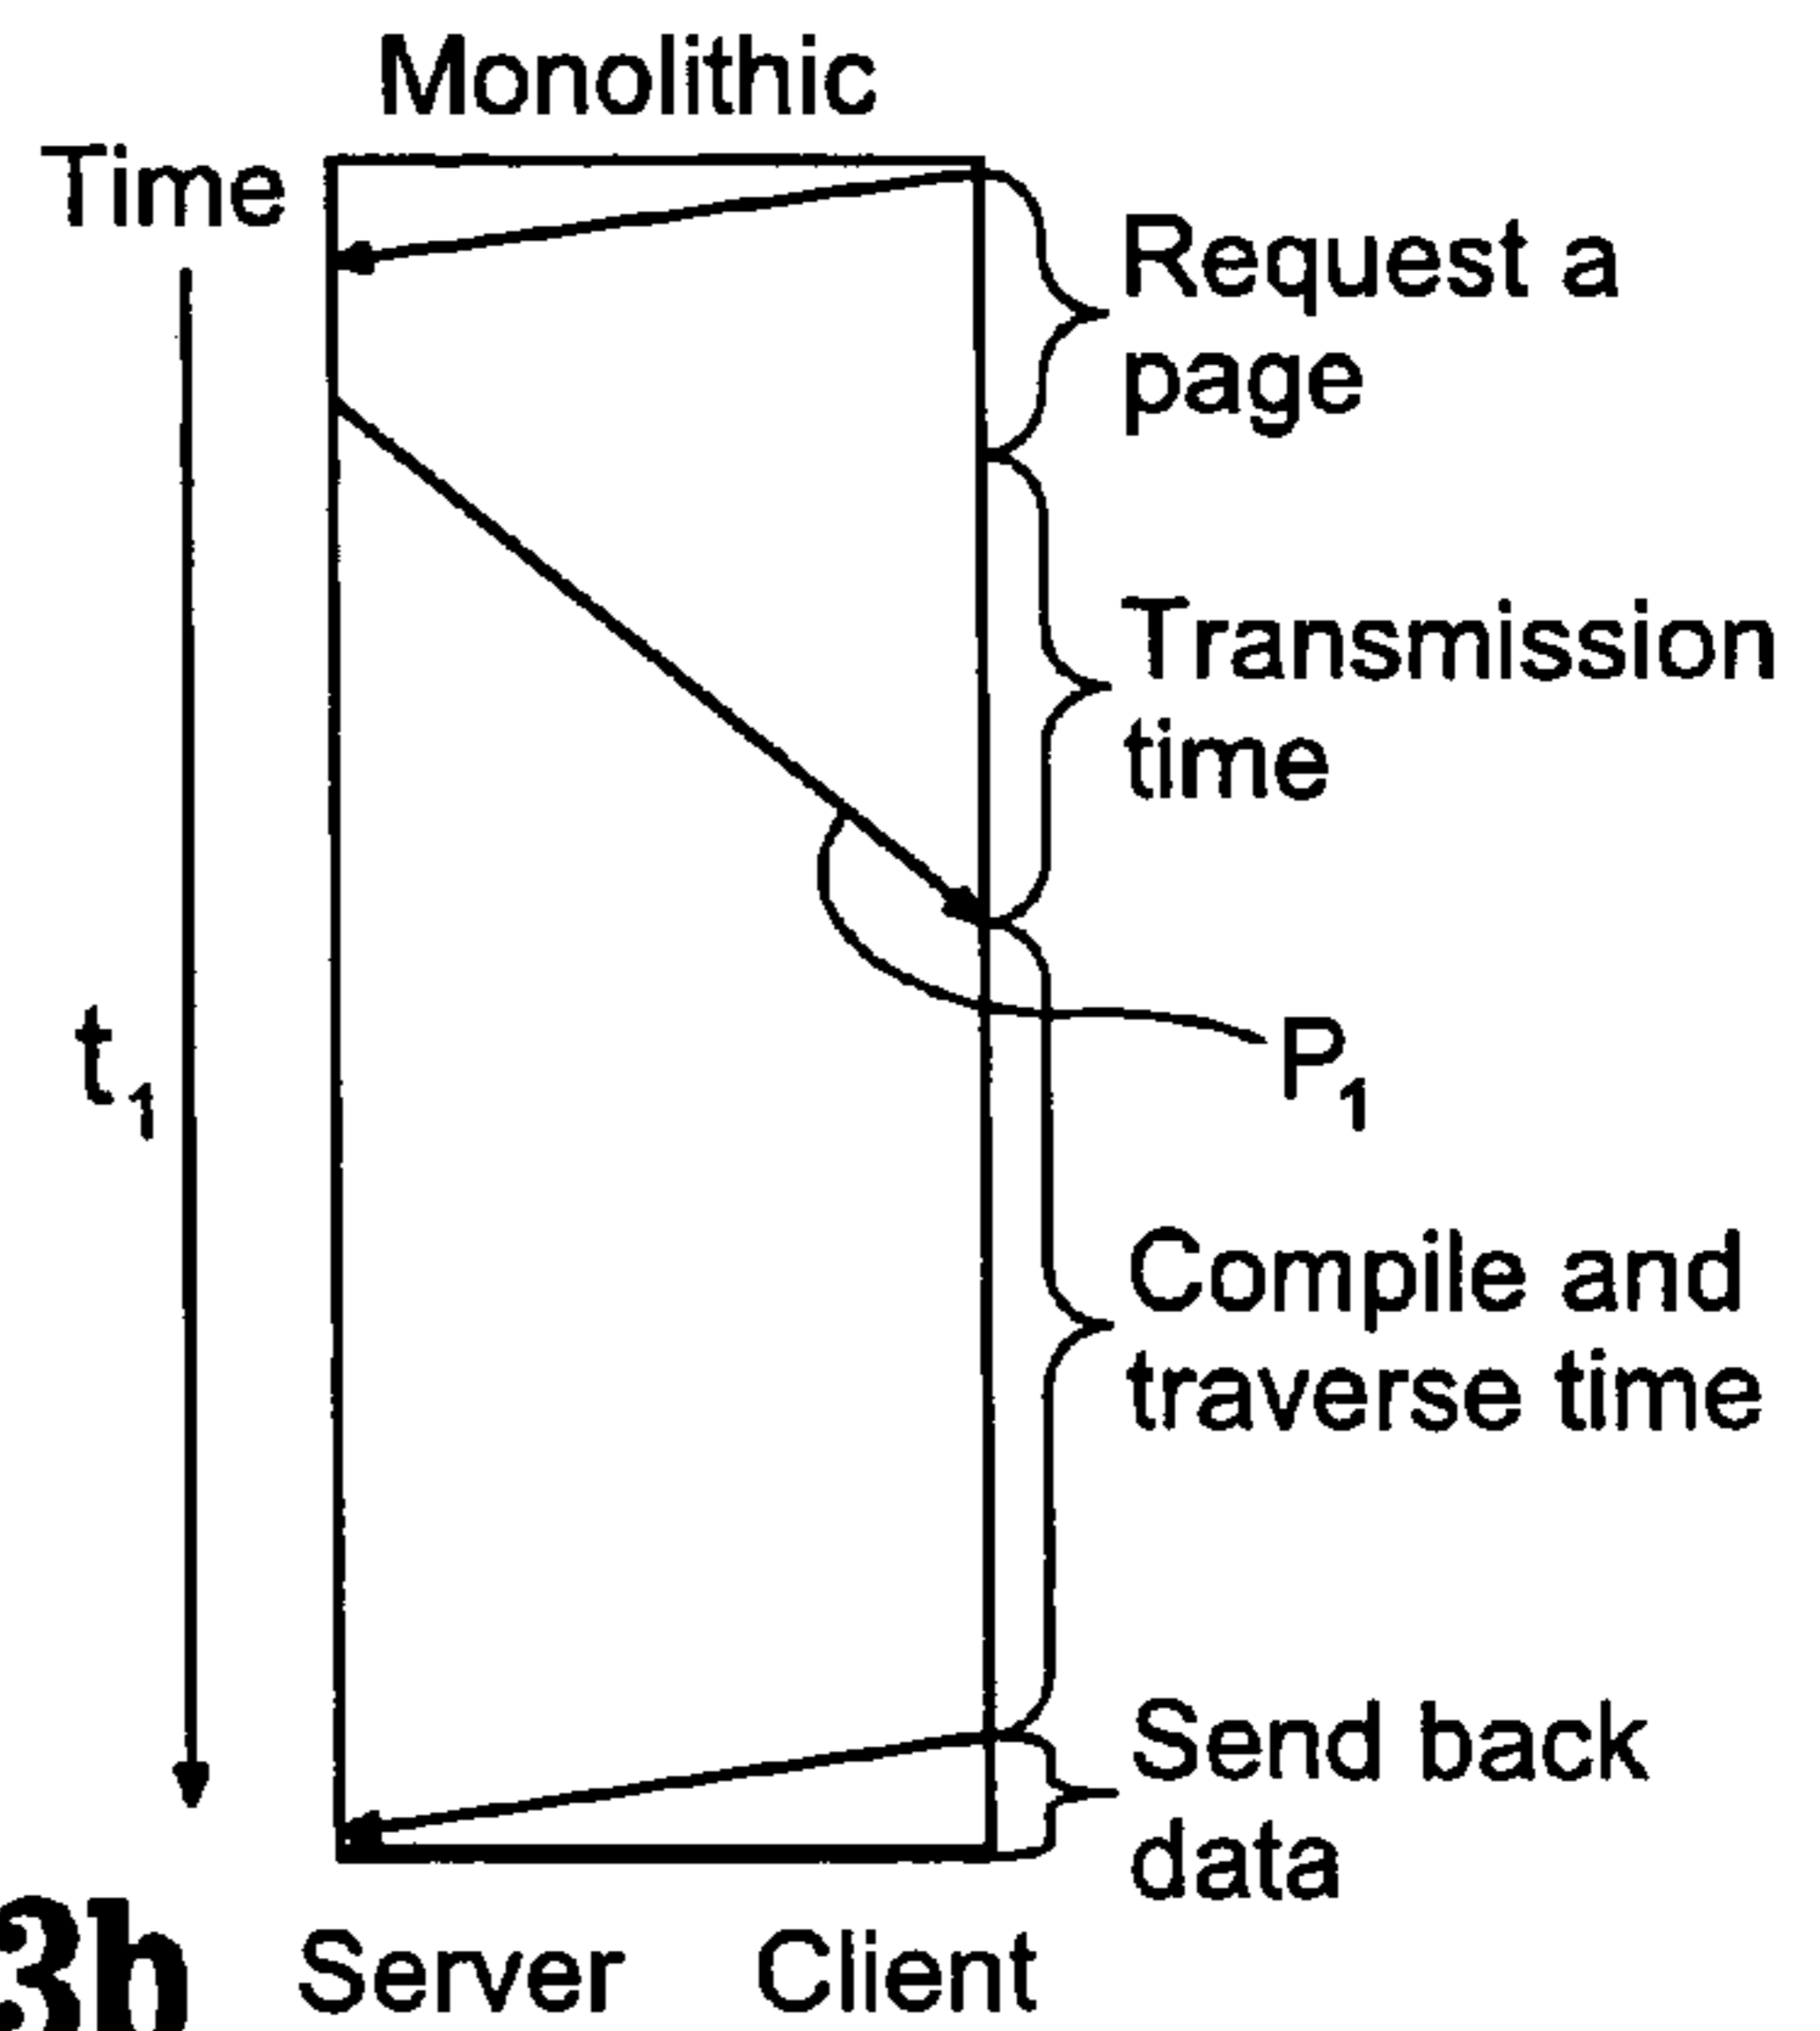 Monolithic
Time
Request a
page
Transmission
time
t1
P1
Compile and
traverse time
Send back
data
3b
Server
Client